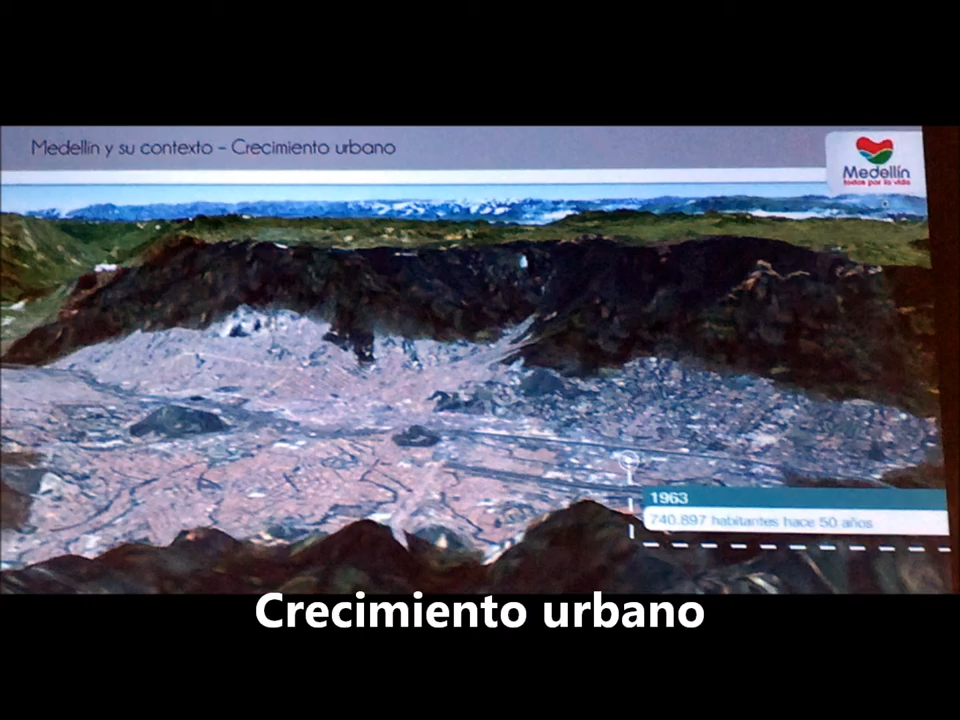 Medellín y su contexto - Crecimiento urbano
Medellín
todos por la vida
1963
740.897 habitantes hace 50 años
Crecimiento urbano